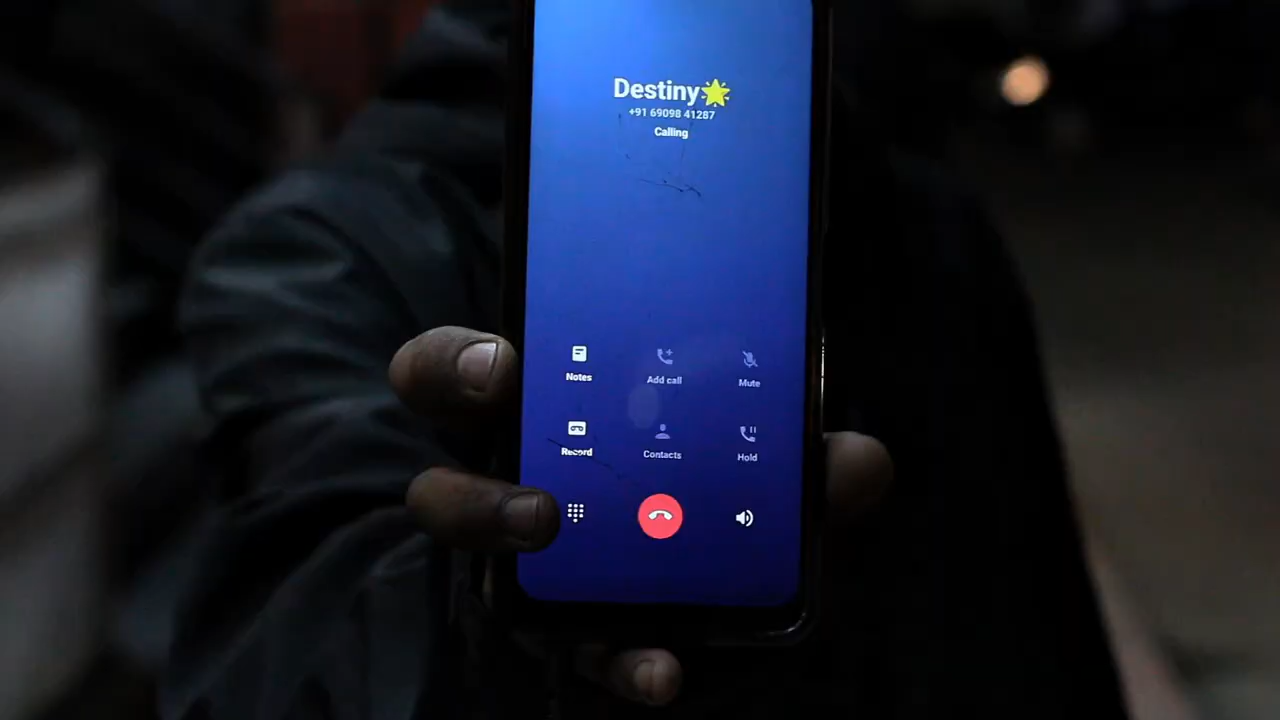 Destiny🌟
+91 69098 41287
Calling
Notes
Add call
Mute
Record
Contacts
Hold